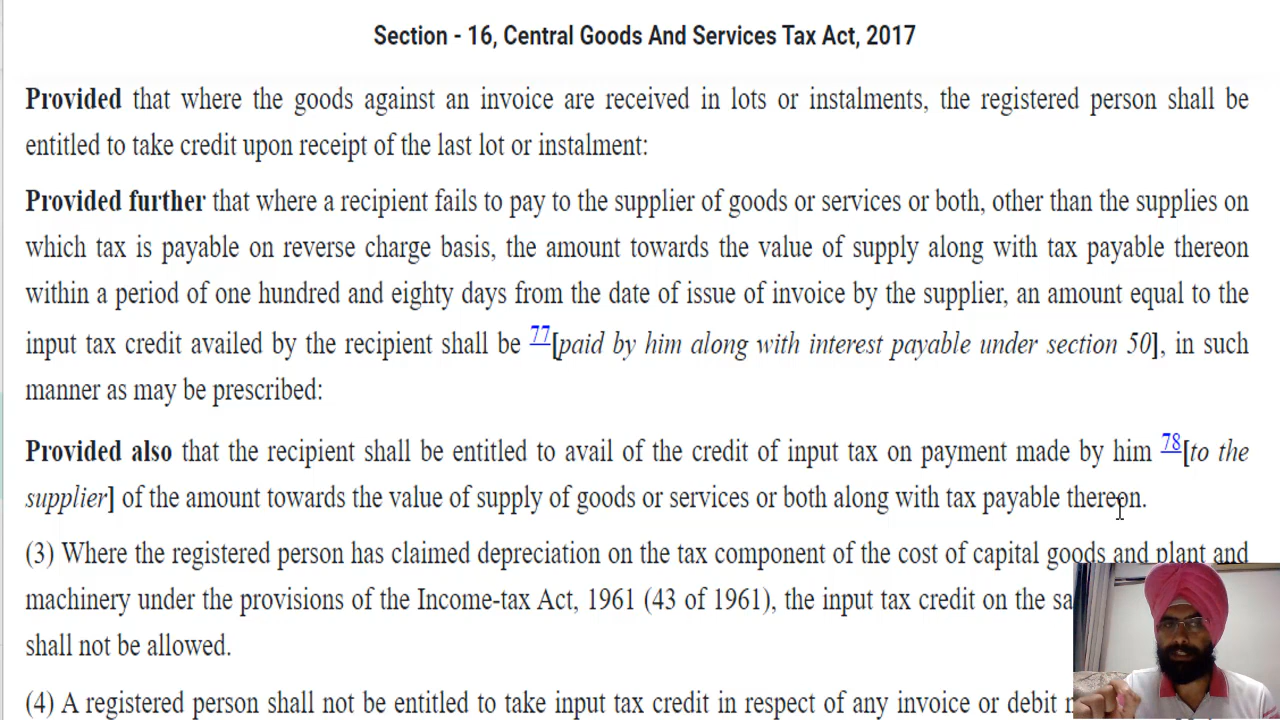 Section - 16, Central Goods And Services Tax Act, 2017
Provided that where the goods against an invoice are received in lots or instalments, the registered person shall be
entitled to take credit upon receipt of the last lot or instalment:
Provided further that where a recipient fails to pay to the supplier of goods or services or both, other than the supplies on
which tax is payable on reverse charge basis, the amount towards the value of supply along with tax payable thereon
within a period of one hundred and eighty days from the date of issue of invoice by the supplier, an amount equal to the
input tax credit availed by the recipient shall be 77[paid by him along with interest payable under section 50], in such
manner as may be prescribed:
Provided also that the recipient shall be entitled to avail of the credit of input tax on payment made by him 78[to the
supplier] of the amount towards the value of supply of goods or services or both along with tax payable thereon.
(3) Where the registered person has claimed depreciation on the tax component of the cost of capital goods and plant and
machinery under the provisions of the Income-tax Act, 1961 (43 of 1961), the input tax credit on the
shall not be allowed.
(4) A registered person shall not be entitled to take input tax credit in respect of any invoice or debit